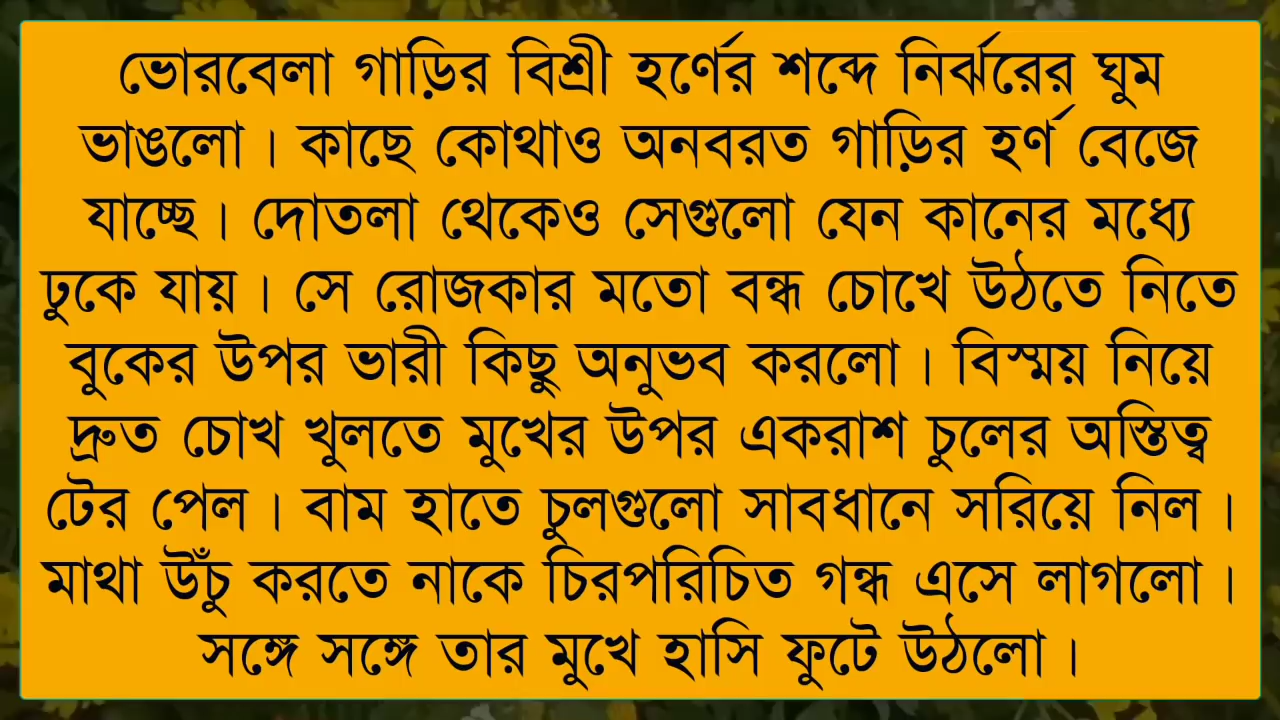 ভোরবেলা গাড়ির বিশ্রী হর্ণের শব্দে নির্ঝরের ঘুম
ভাঙলো। কাছে কোথাও অনবরত গাড়ির হর্ণ বেজে
যাচ্ছে। দোতলা থেকেও সেগুলো যেন কানের মধ্যে
ঢুকে যায়। সে রোজকার মতো বন্ধ চোখে উঠতে নিতে
বুকের উপর ভারী কিছু অনুভব করলো। বিস্ময় নিয়ে
দ্রুত চোখ খুলতে মুখের উপর একরাশ চুলের অস্তিত্ব
টের পেল। বাম হাতে চুলগুলো সাবধানে সরিয়ে নিল।
মাথা উঁচু করতে নাকে চিরপরিচিত গন্ধ এসে লাগলো।
সঙ্গে সঙ্গে তার মুখে হাসি ফুটে উঠলো।